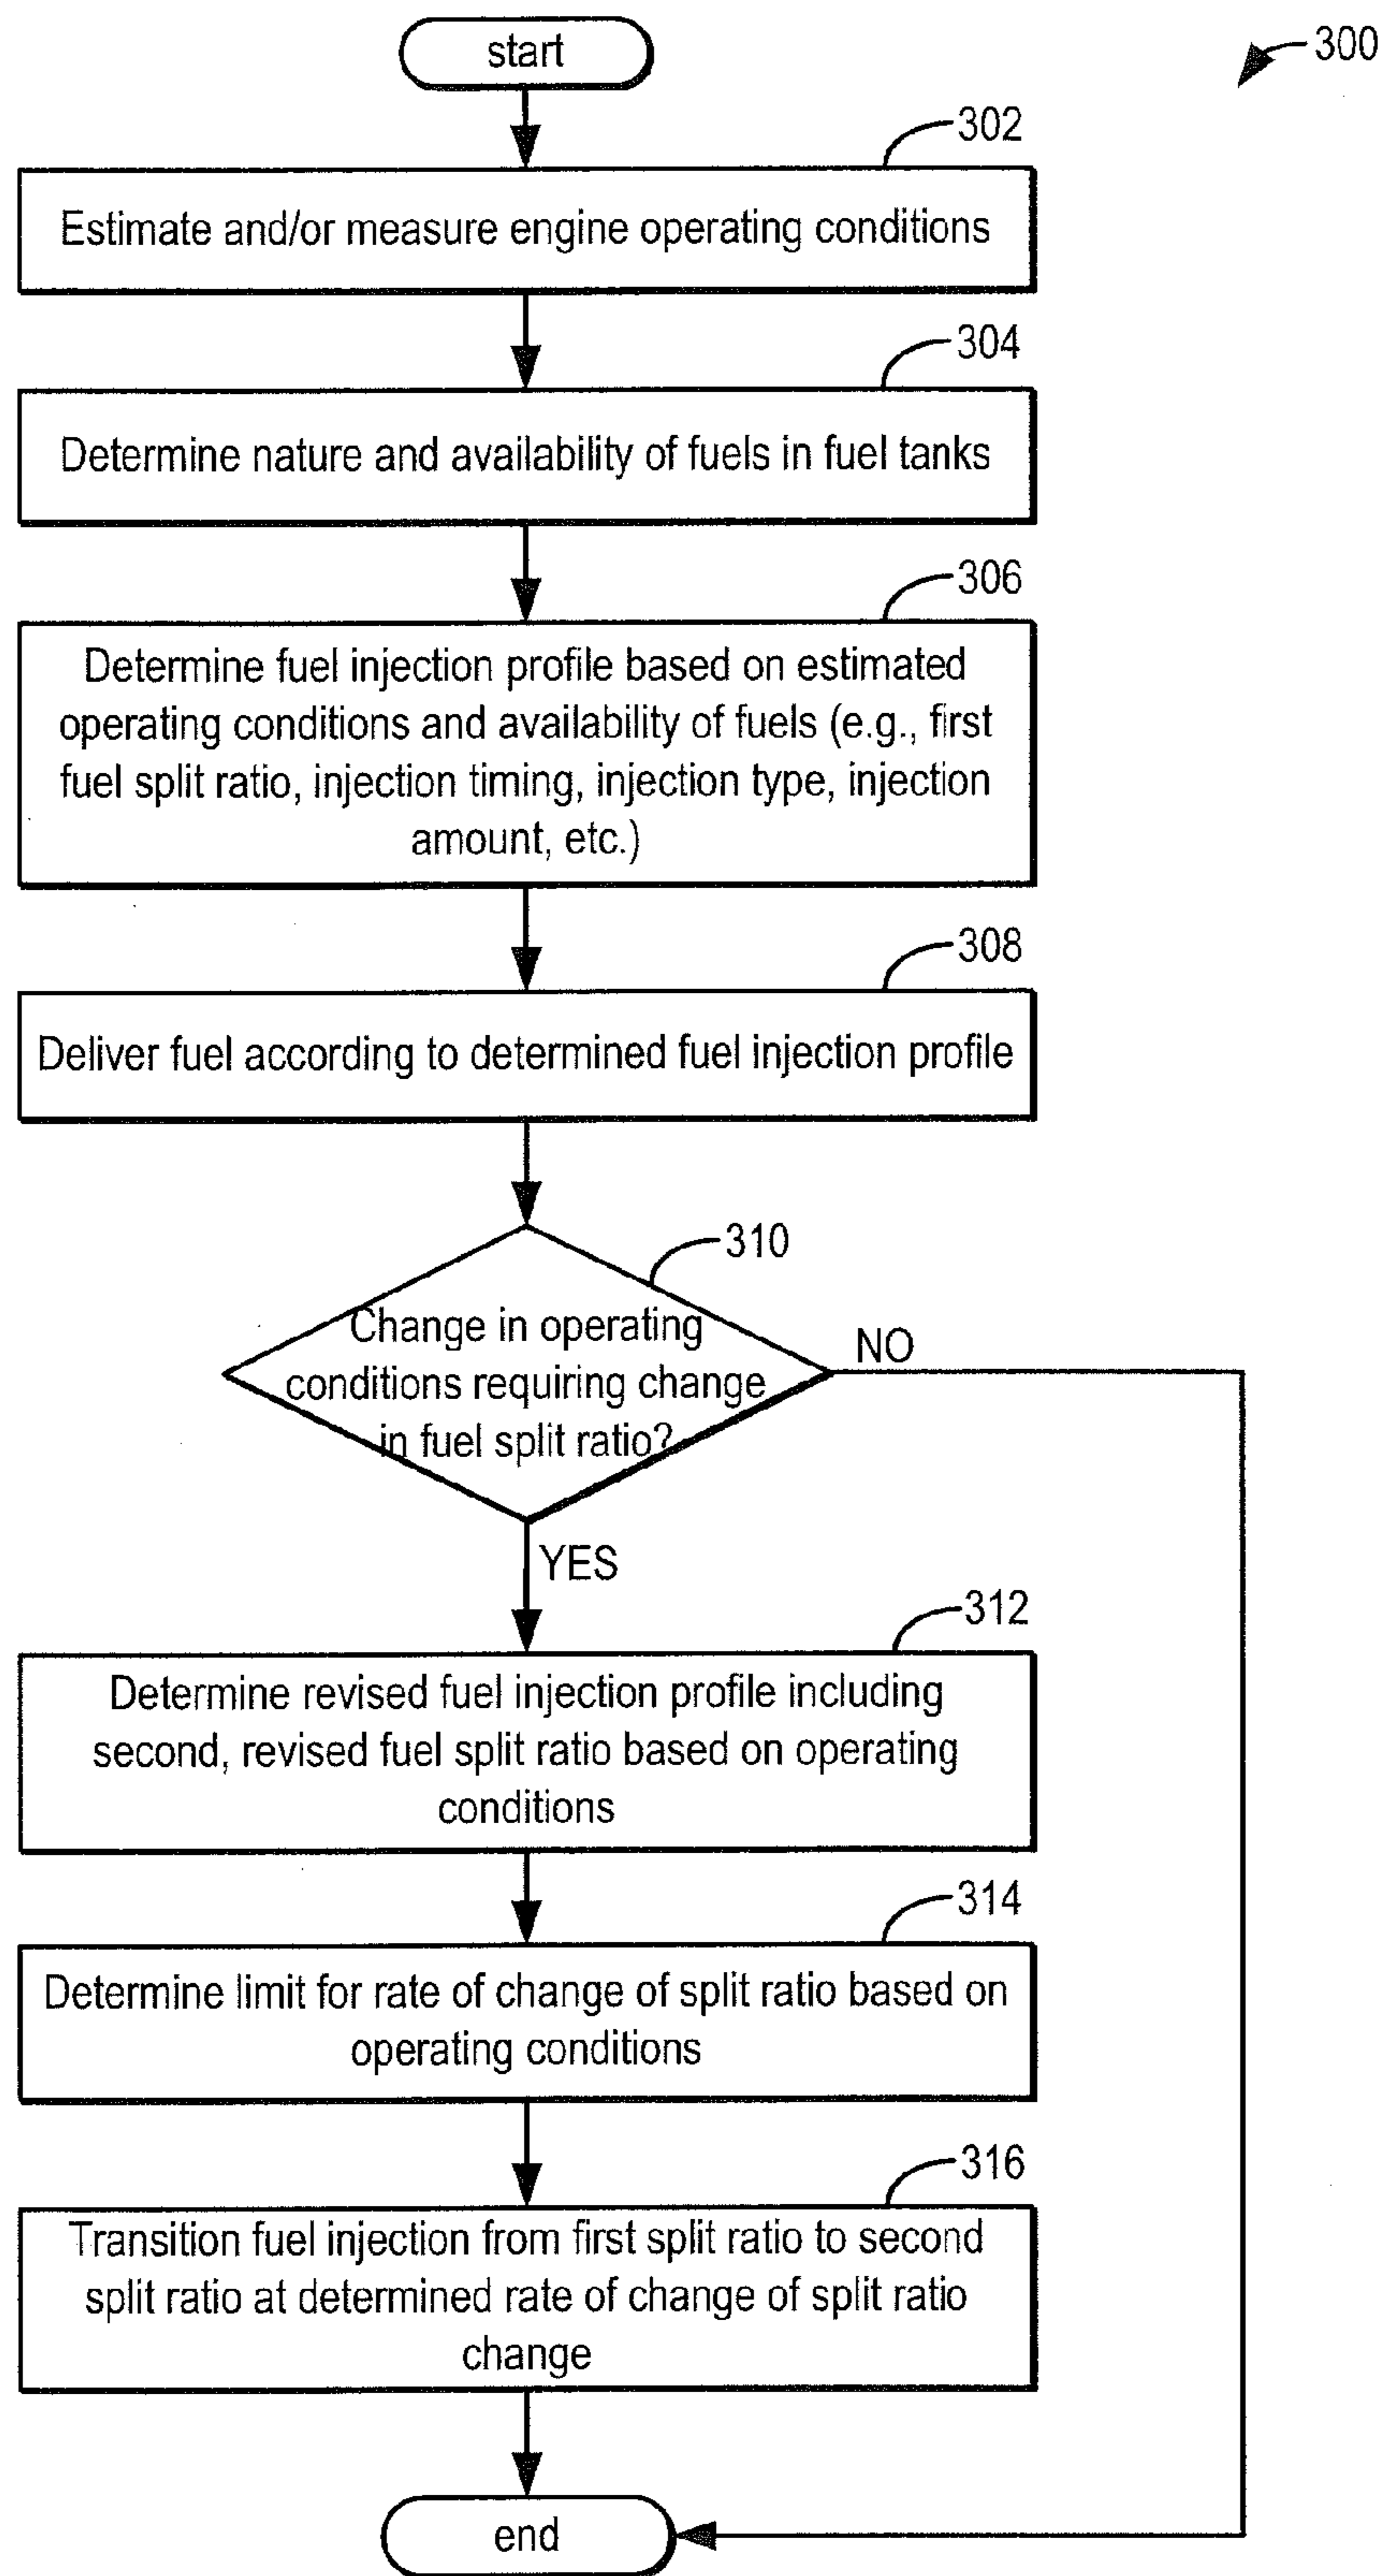 start
300
302
Estimate and/or measure engine operating conditions
304
Determine nature and availability of fuels in fuel tanks
306
Determine fuel injection profile based on estimated
operating conditions and availability of fuels (e.g., first
fuel split ratio, injection timing, injection type, injection
amount, etc.)
308
Deliver fuel according to determined fuel injection profile
310
Change in operating
conditions requiring change
in fuel split ratio?
NO
YES
312
Determine revised fuel injection profile including
second, revised fuel split ratio based on operating
conditions
314
Determine limit for rate of change of split ratio based on
operating conditions
316
Transition fuel injection from first split ratio to second
split ratio at determined rate of change of split ratio
change
end